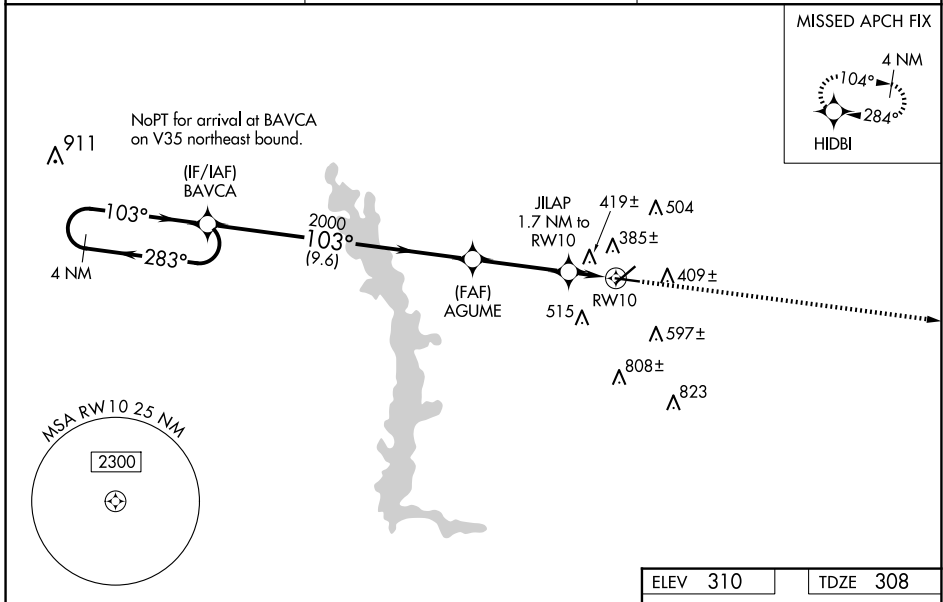 MISSED APCH FIX
4 NM
104°
284°
HIDBI
NoPT for arrival at BAVCA
on V35 northeast bound.
911
(IF/IAF)
BAVCA
103°
283°
4 NM
2000
103°
(9.6)
(FAF)
AGUME
JILAP
1.7 NM to
RW10
419±
504
385±
409±
RW10
515
597±
808±
823
MSA RW10 25 NM
2300
ELEV 310
TDZE 308